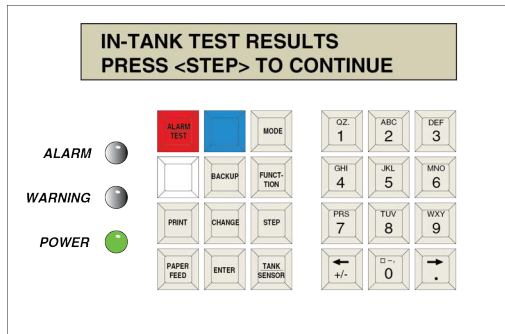 IN-TANK TEST RESULTS
PRESS <STEP> TO CONTINUE
ALARM
WARNING
POWER
ALARM
TEST
MODE
BACKUP
FUNCT-
TION
PRINT
CHANGE
STEP
PAPER
FEED
ENTER
TANK
SENSOR
QZ.
1
ABC
2
DEF
3
GHI
4
JKL
5
MNO
6
PRS
7
TUV
8
WXY
9
←
+/-
□ –,
0
→
.